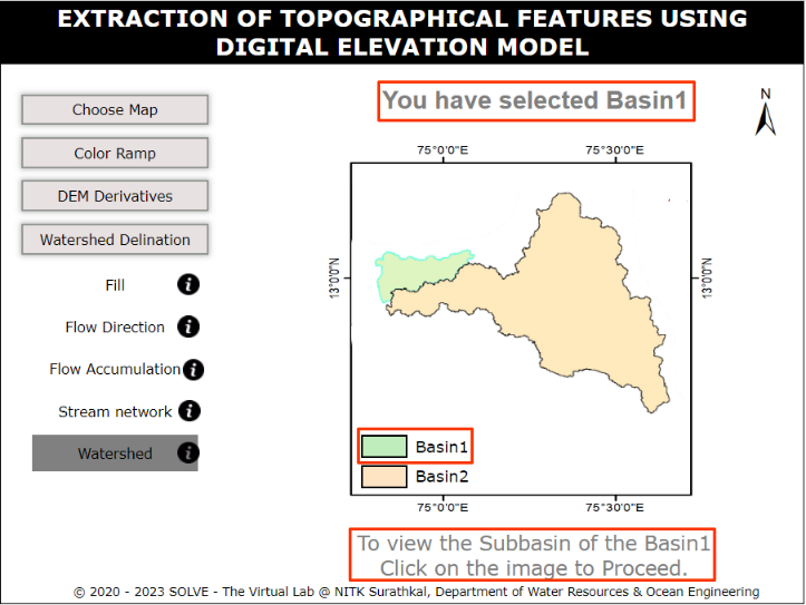 EXTRACTION OF TOPOGRAPHICAL FEATURES USING
DIGITAL ELEVATION MODEL
Choose Map
Color Ramp
DEM Derivatives
Watershed Delination
Fill
Flow Direction
Flow Accumulation
Stream network
Watershed
You have selected Basin1
N
75°0'0"E
75°30'0"E
13°0'0"N
13°0'0"N
Basin1
Basin2
75°0'0"E
75°30'0"E
To view the Subbasin of the Basin1
Click on the image to Proceed.
© 2020 - 2023 SOLVE - The Virtual Lab @ NITK Surathkal, Department of Water Resources & Ocean Engineering